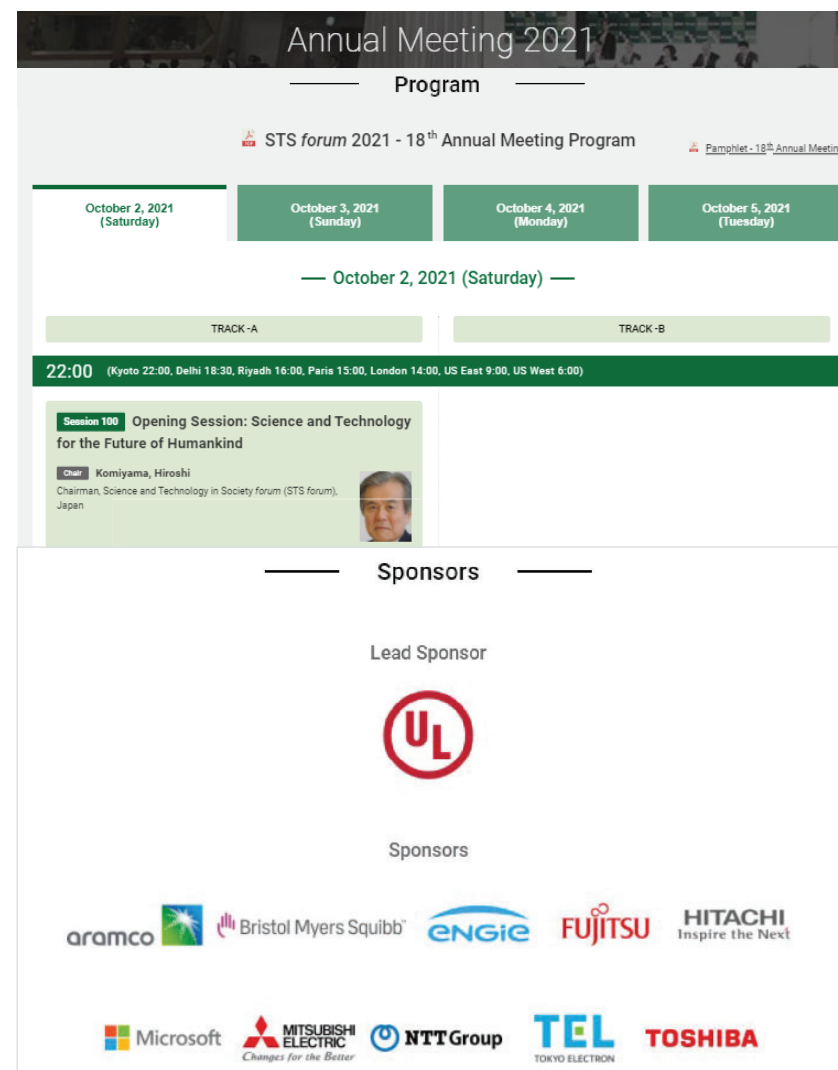 Annual Meeting 2021
Program
STS forum 2021 - 18th Annual Meeting Program
Pamphlet - 18th Annual Meetin
October 2, 2021
(Saturday)
October 3, 2021
(Sunday)
October 4, 2021
(Monday)
October 5, 2021
(Tuesday)
October 2, 2021 (Saturday)
TRACK-A
TRACK-B
22:00 (Kyoto 22:00, Delhi 18:30, Riyadh 16:00, Paris 15:00, London 14:00, US East 9:00, US West 6:00)
Session 100 Opening Session: Science and Technology
for the Future of Humankind
Chair Komiyama, Hiroshi
Chairman, Science and Technology in Society forum (STS forum),
Japan
Sponsors
Lead Sponsor
UL
Sponsors
aramco
Bristol Myers Squibb™
ENGIE
FUJITSU
HITACHI
Inspire the Next
Microsoft
MITSUBISHI
ELECTRIC
Changes for the Better
NTT Group
TEL
TOKYO ELECTRON
TOSHIBA